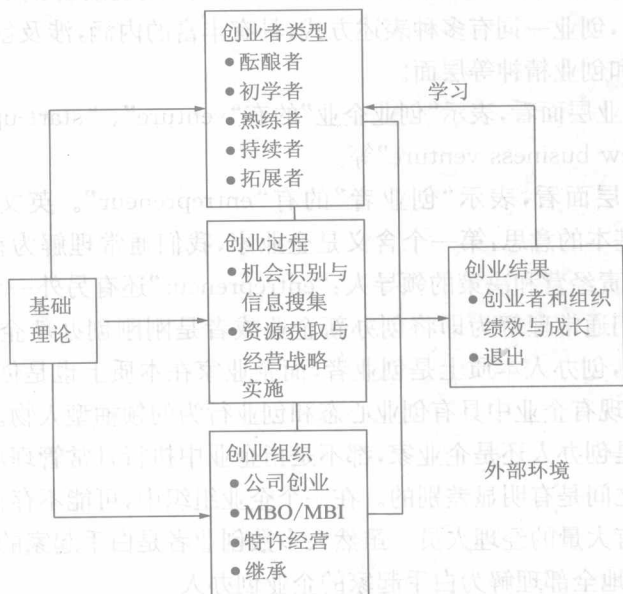 创业者类型
●酝酿者
●初学者
●熟练者
●持续者
●拓展者
学习
创业过程
●机会识别与
信息搜集
●资源获取与
经营战略
实施
基础
理论
创业结果
●创业者和组织
绩效与成长
●退出
创业组织
●公司创业
●MBO/MBI
●特许经营
●继承
外部环境